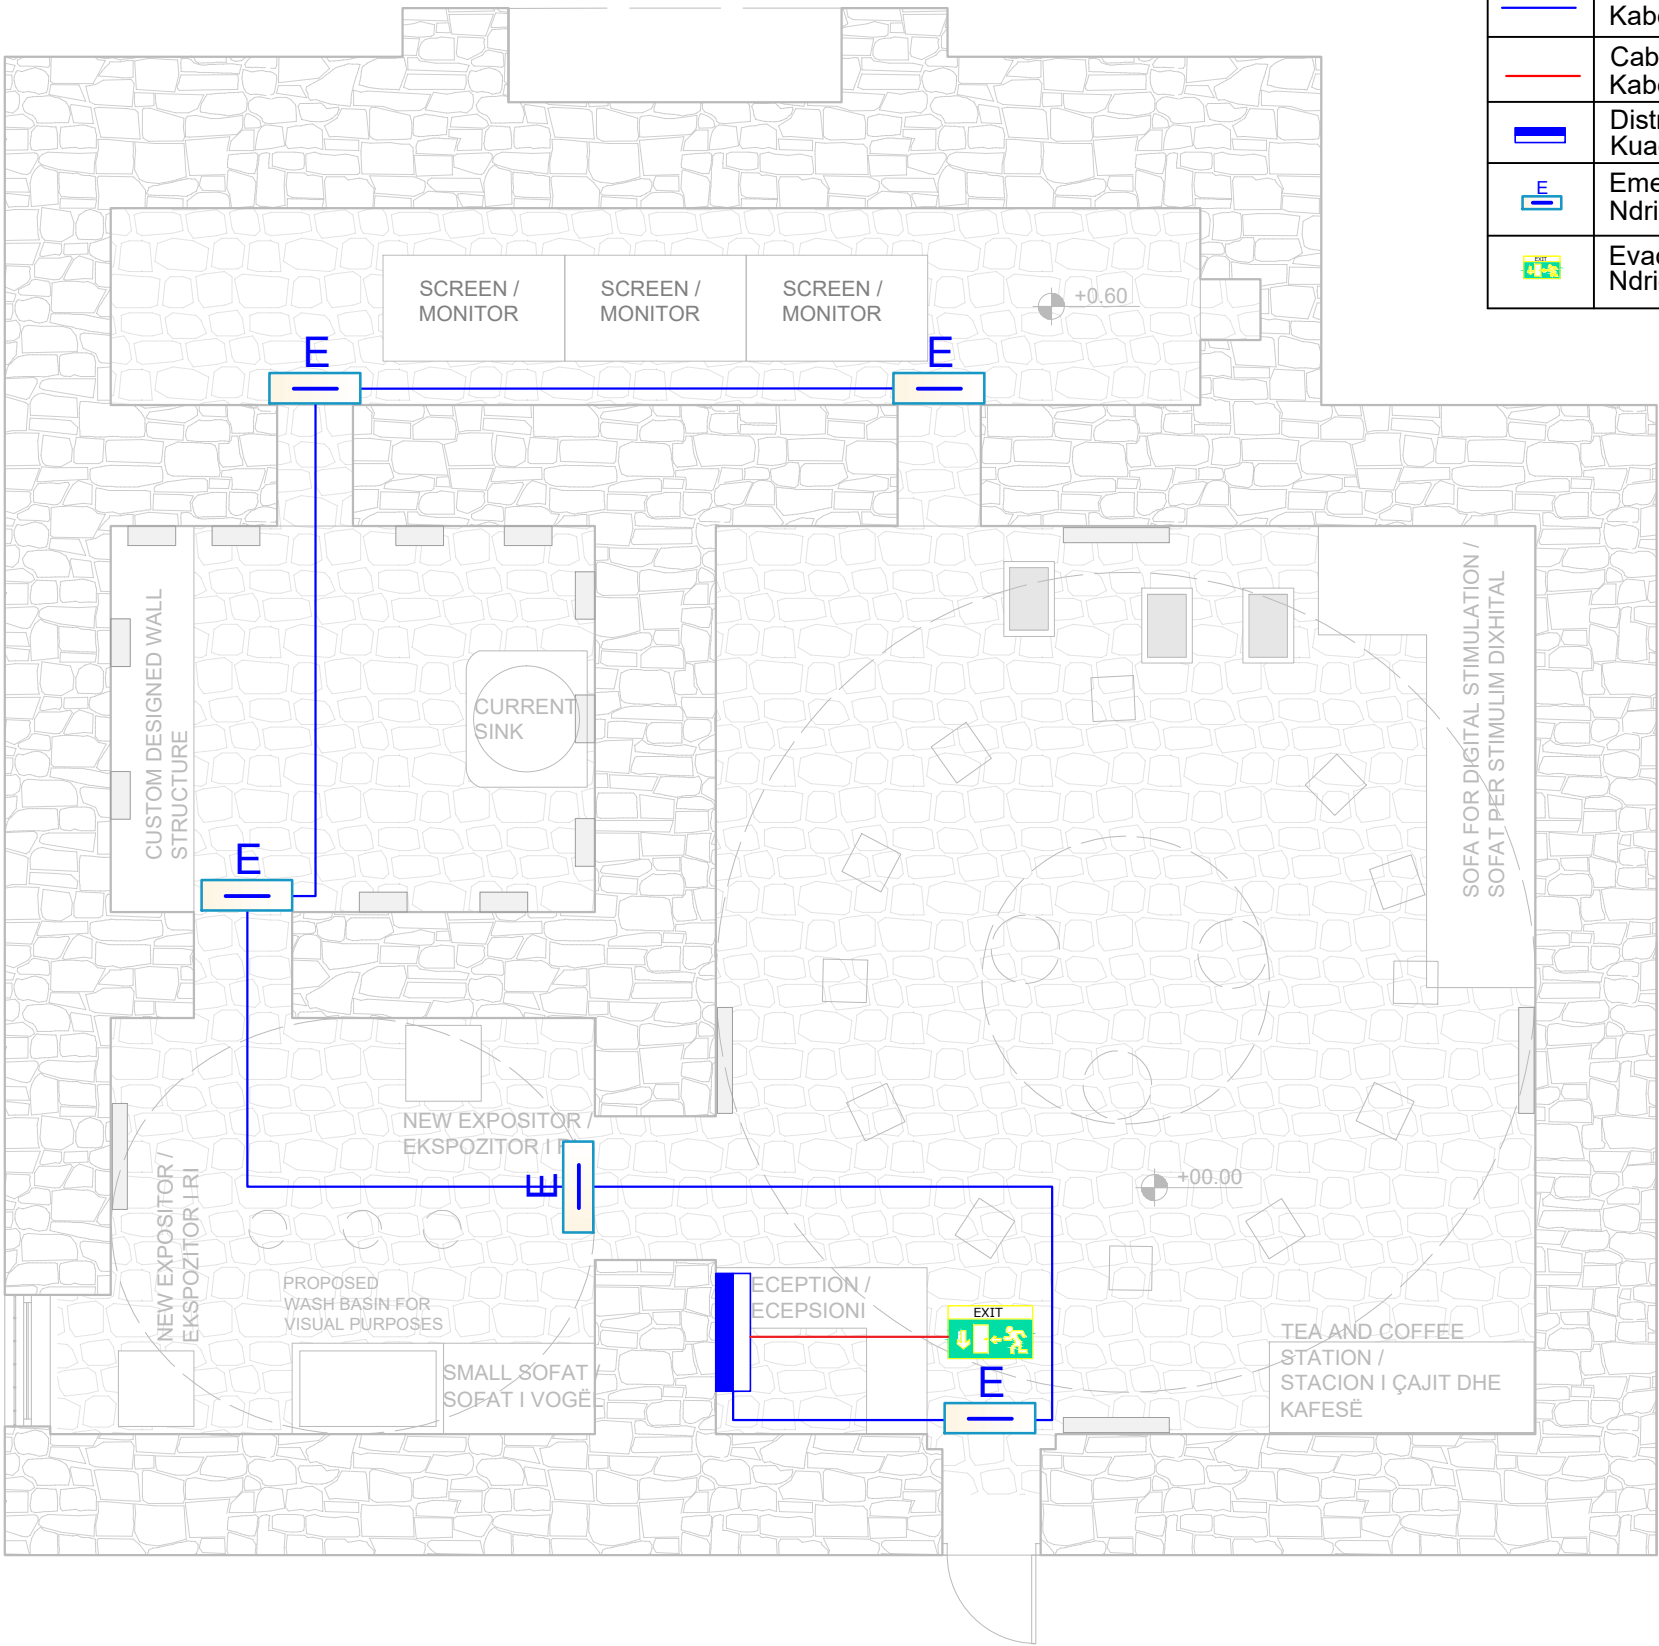 Kab
Cab
Kab
Dist
Kua
E
Eme
Ndri
EXIT
Eva
Ndri
SCREEN /
MONITOR
SCREEN /
MONITOR
SCREEN /
MONITOR
+0.60
E
E
CUSTOM DESIGNED WALL
STRUCTURE
CURRENT
SINK
SOFA FOR DIGITAL STIMULATION /
SOFAT PER STIMULIM DIXHITAL
E
NEW EXPOSITOR /
EKSPOZITOR I
NEW EXPOSITOR /
EKSPOZITOR I RI
E
+00.00
PROPOSED
WASH BASIN FOR
VISUAL PURPOSES
ECEPTION /
ECEPSIONI
EXIT
SMALL SOFAT /
SOFAT I VOGËL
E
TEA AND COFFEE
STATION /
STACION I ÇAJIT DHE
KAFESË